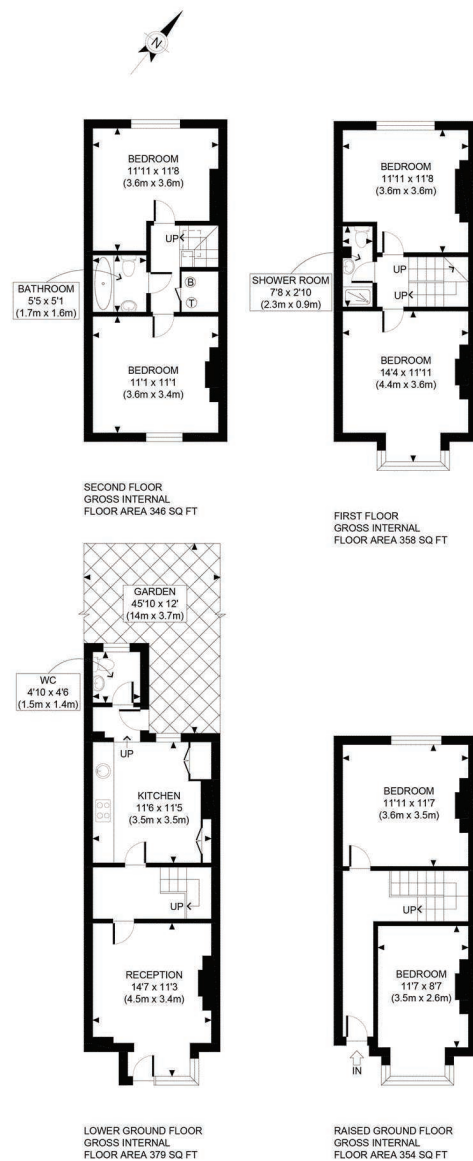 N
BEDROOM
11'11 x 11'8
(3.6m x 3.6m)
UP
BATHROOM
5'5 x 5'1
(1.7m x 1.6m)
B
T
BEDROOM
11'1 x 11'1
(3.6m x 3.4m)
SECOND FLOOR
GROSS INTERNAL
FLOOR AREA 346 SQ FT
BEDROOM
11'11 x 11'8
(3.6m x 3.6m)
SHOWER ROOM
7'8 x 2'10
(2.3m x 0.9m)
UP
UP
BEDROOM
14'4 x 11'11
(4.4m x 3.6m)
FIRST FLOOR
GROSS INTERNAL
FLOOR AREA 358 SQ FT
GARDEN
45'10 x 12'
(14m x 3.7m)
WC
4'10 x 4'6
(1.5m x 1.4m)
UP
KITCHEN
11'6 x 11'5
(3.5m x 3.5m)
UP
RECEPTION
14'7 x 11'3
(4.5m x 3.4m)
LOWER GROUND FLOOR
GROSS INTERNAL
FLOOR AREA 379 SQ FT
BEDROOM
11'11 x 11'7
(3.6m x 3.5m)
UP
BEDROOM
11'7 x 8'7
(3.5m x 2.6m)
IN
RAISED GROUND FLOOR
GROSS INTERNAL
FLOOR AREA 354 SQ FT